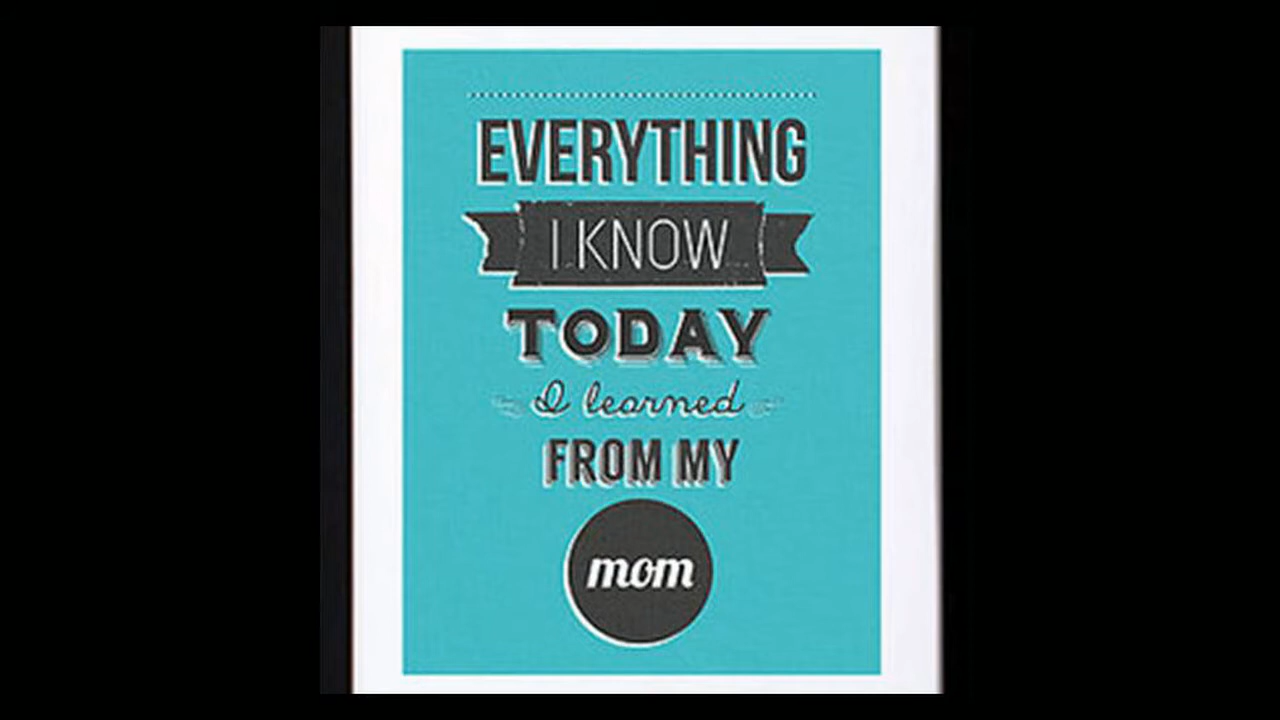 EVERYTHING
I KNOW
TODAY
I learned
FROM MY
mom